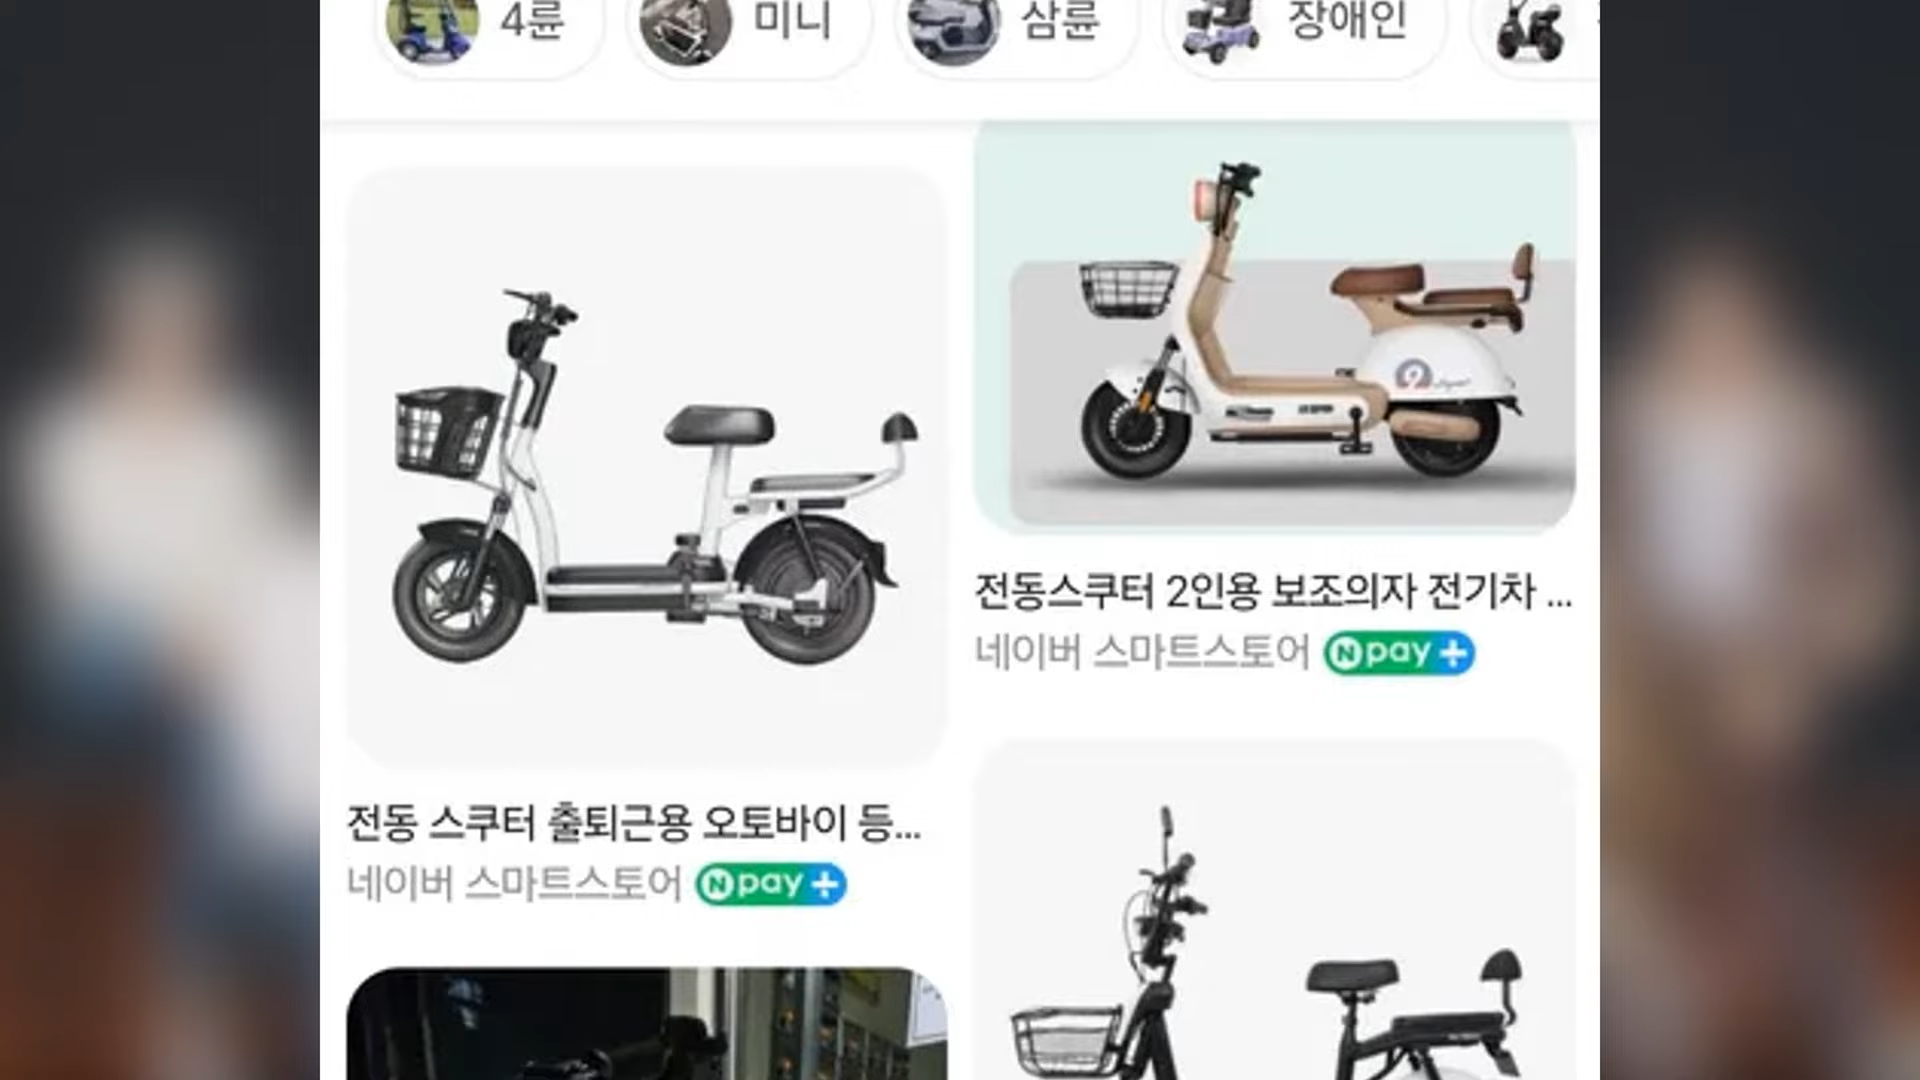 4륜
미니
삼륜
장애인
전동스쿠터 2인용 보조의자 전기차 ...
네이버 스마트스토어 N pay +
전동 스쿠터 출퇴근용 오토바이 등...
네이버 스마트스토어 N pay +